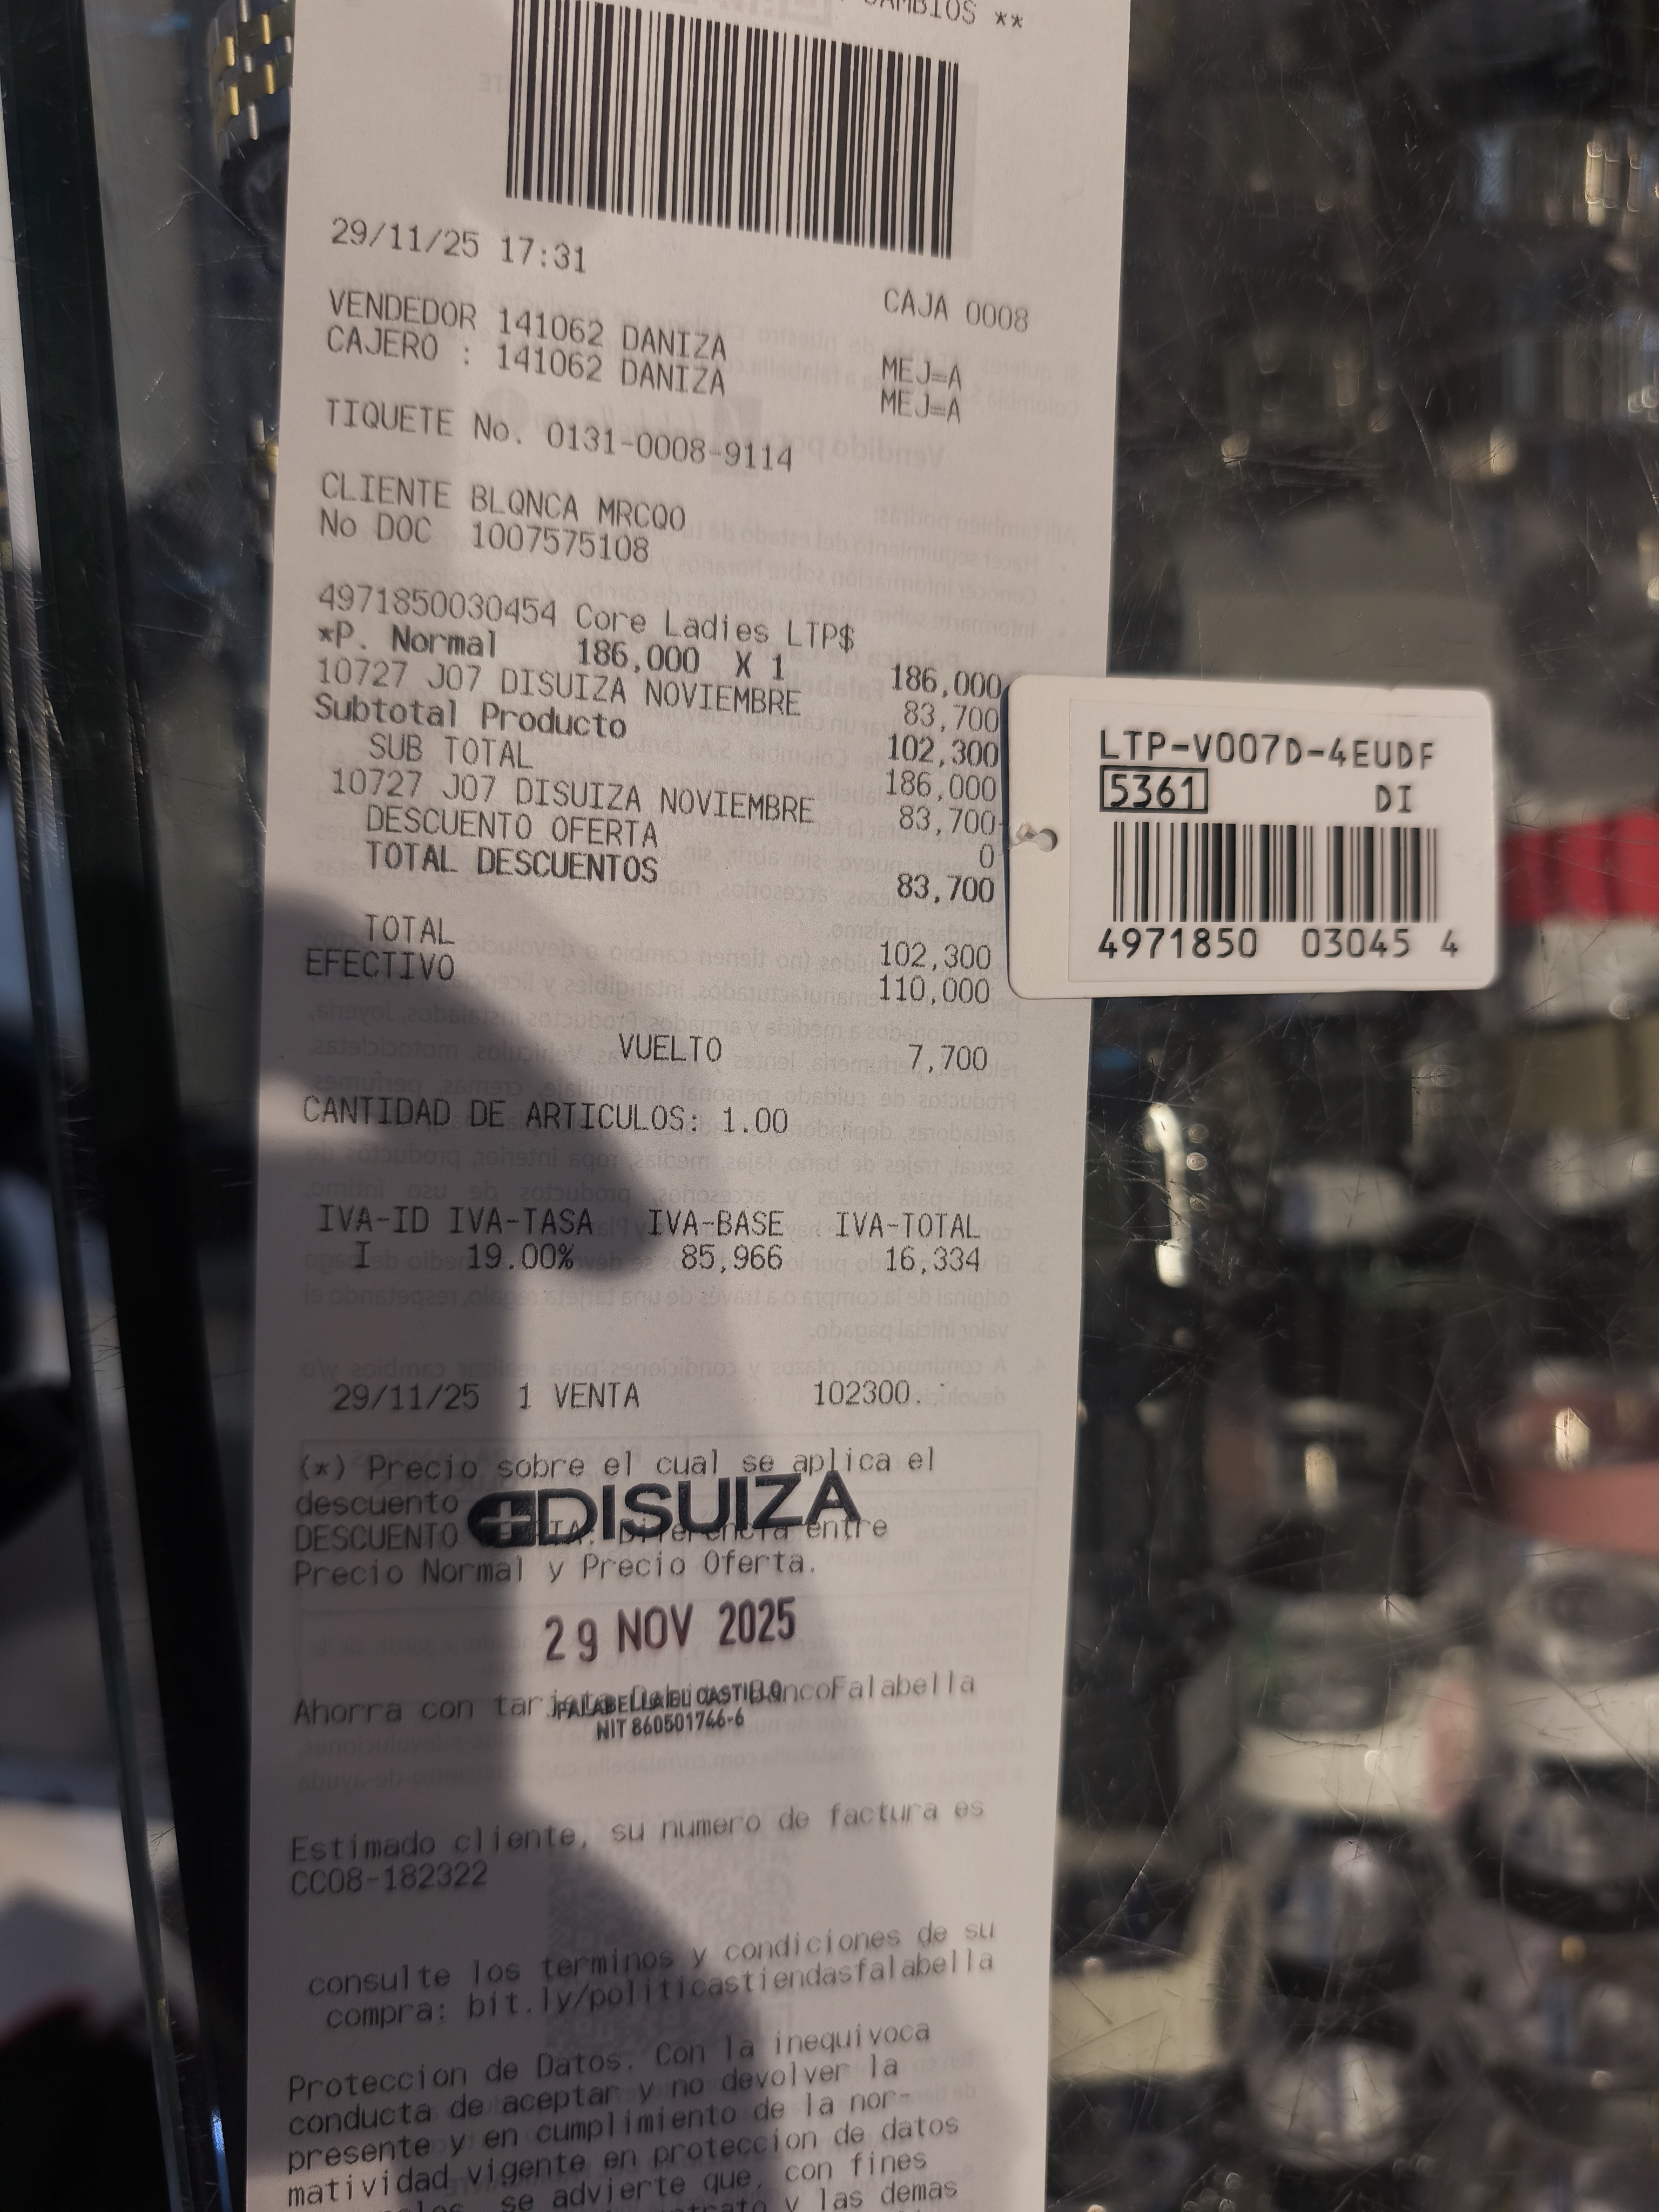 CAMBIOS **
29/11/25 17:31
CAJA 0008
VENDEDOR 141062 DANIZA MEJ=A
CAJERO : 141062 DANIZA MEJ=A
TIQUETE No. 0131-0008-9114
CLIENTE BLQNCA MRCQO
No DOC 1007575108
4971850030454 Core Ladies LTP$
*P. Normal 186,000 X 1 186,000
10727 J07 DISUIZA NOVIEMBRE 83,700
Subtotal Producto 102,300
SUB TOTAL 186,000
10727 J07 DISUIZA NOVIEMBRE 83,700
DESCUENTO OFERTA 0
TOTAL DESCUENTOS 83,700
TOTAL 102,300
EFECTIVO 110,000
VUELTO 7,700
CANTIDAD DE ARTICULOS: 1.00
IVA-ID IVA-TASA IVA-BASE IVA-TOTAL
I 19.00% 85,966 16,334
29/11/25 1 VENTA 102300.
(*) Precio sobre el cual se aplica el
descuento
DISUIZA
DESCUENTO Diferencia entre
Precio Normal y Precio Oferta.
29 NOV 2025
Ahorra con BancoFalabella
FALABELLA EL CASTILLO
NIT 860501746-6
Estimado cliente, su numero de factura es
CC08-182322
consulte los terminos y condiciones de su
compra: bit.ly/politicastiendasfalabella
Proteccion de Datos. Con la inequivoca
conducta de aceptar y no devolver la
presente y en cumplimiento de la nor-
matividad vigente en proteccion de datos
se advierte que, con fines
y las demas
LTP-V007D-4EUDF
5361 DI
4971850 03045 4